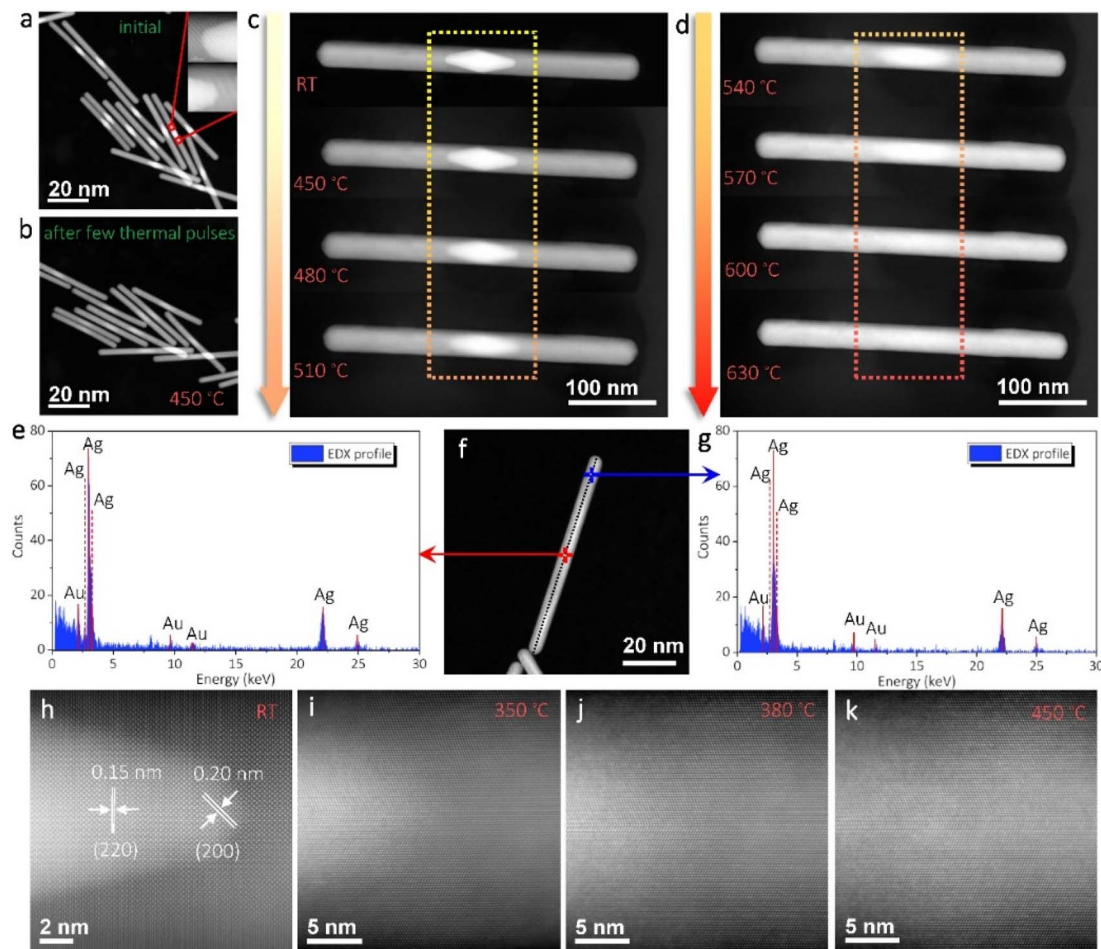 a
initial
20 nm
b
after few thermal pulses
20 nm
450 °C
c
RT
450 °C
480 °C
510 °C
100 nm
d
540 °C
570 °C
600 °C
630 °C
100 nm
e
80
60
40
20
0
Counts
Ag
Ag
Ag
EDX profile
Au
Au
Au
Ag
Ag
0 5 10 15 20 25 30
Energy (keV)
f
20 nm
g
80
60
40
20
0
Counts
Ag
Ag
Ag
EDX profile
Au
Au
Au
Ag
Ag
0 5 10 15 20 25 30
Energy (keV)
h
RT
0.15 nm
0.20 nm
(220)
(200)
2 nm
i
350 °C
5 nm
j
380 °C
5 nm
k
450 °C
5 nm